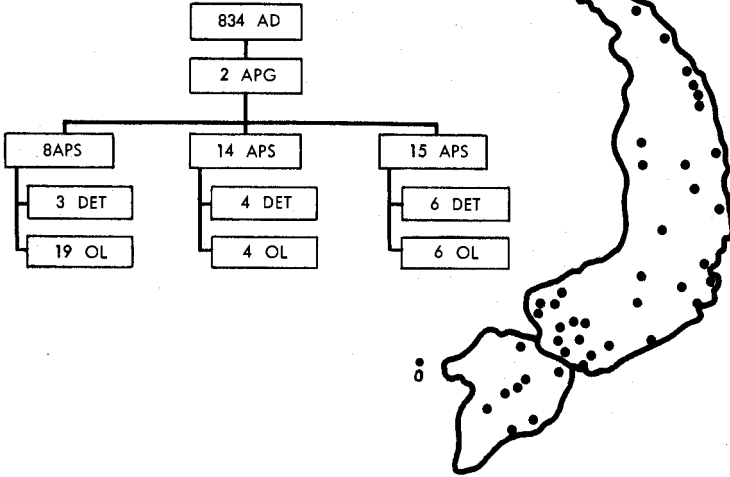 834 AD
2 APG
8APS
14 APS
15 APS
3 DET
4 DET
6 DET
19 OL
4 OL
6 OL